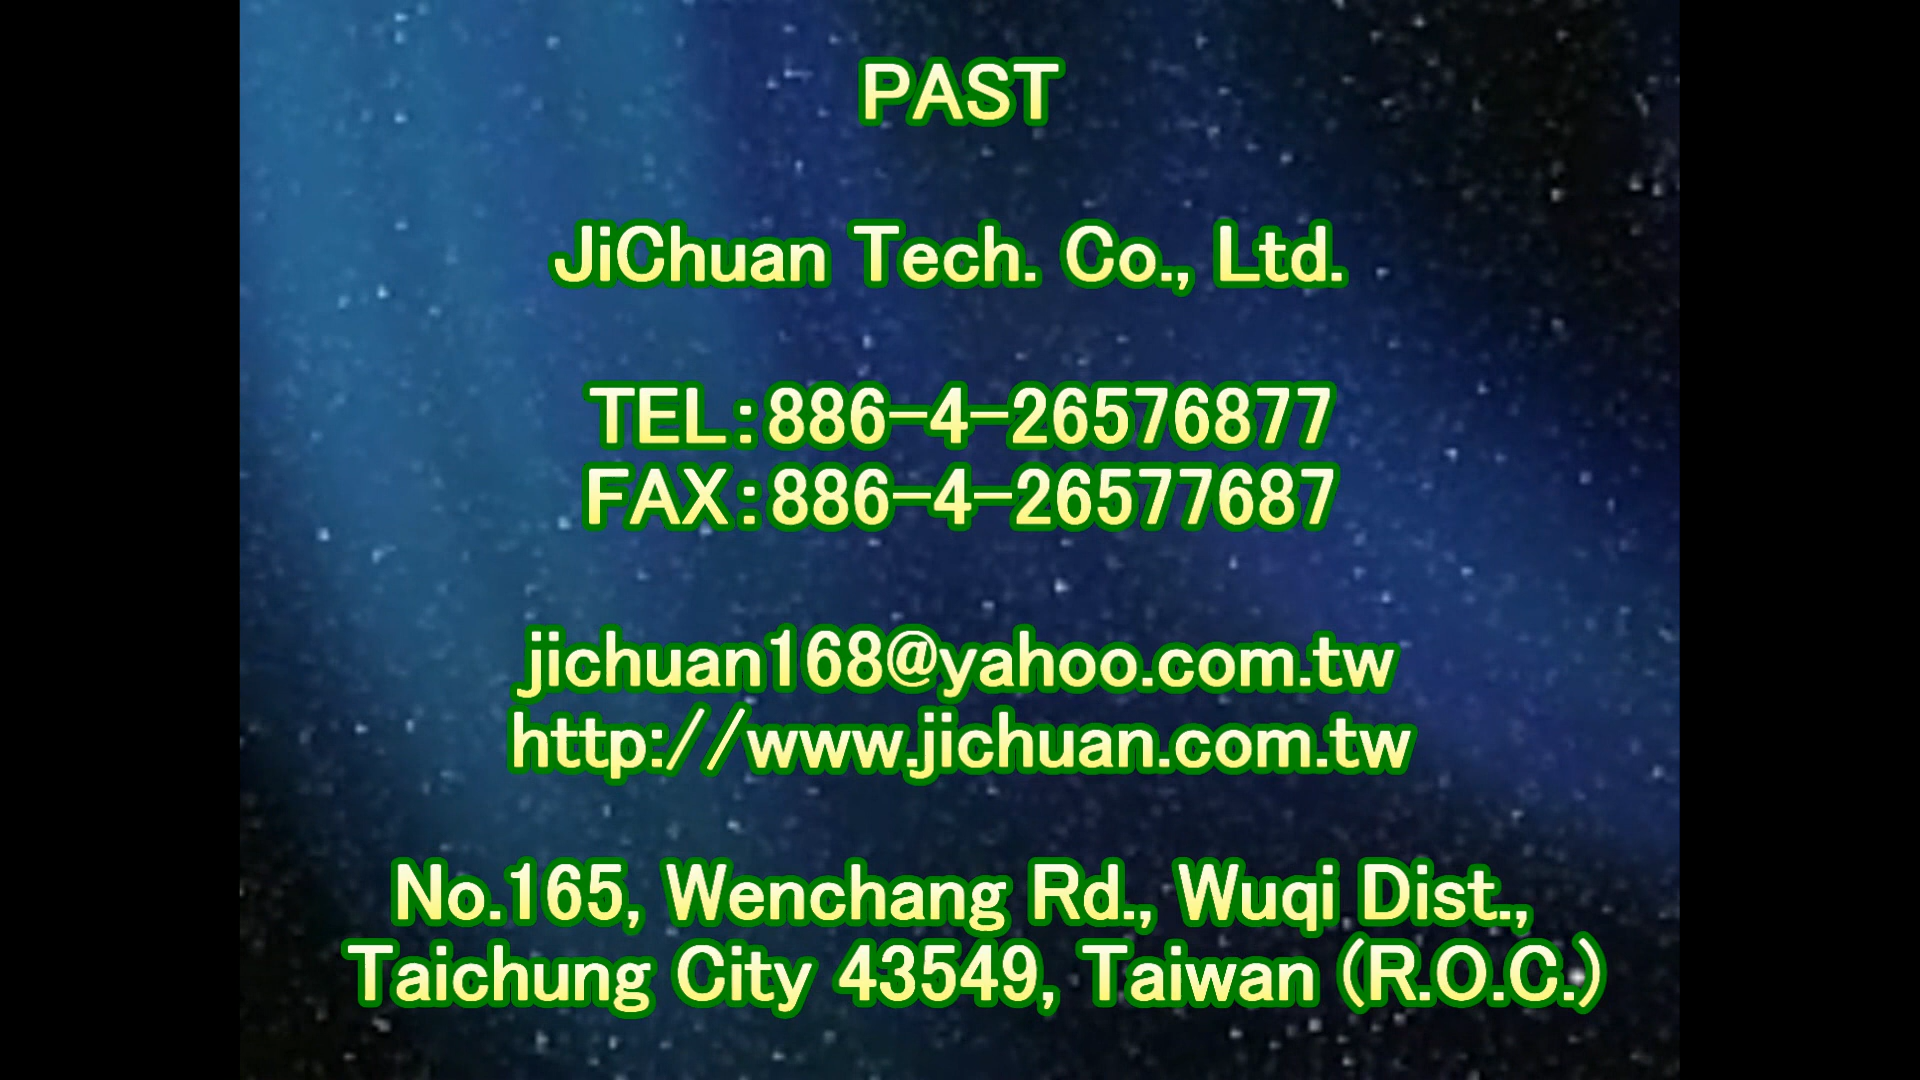 PAST
JiChuan Tech. Co., Ltd.
TEL:886-4-26576877
FAX:886-4-26577687
jichuan168@yahoo.com.tw
http://www.jichuan.com.tw
No.165, Wenchang Rd., Wuqi Dist.,
Taichung City 43549, Taiwan (R.O.C.)